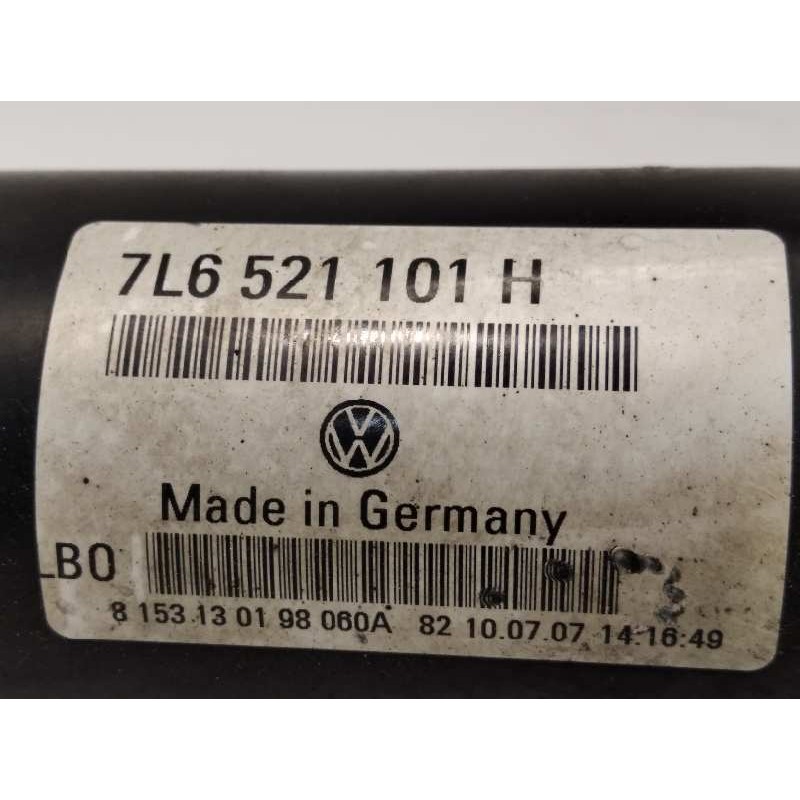 7L6 521 101 H
Made in Germany
LB0
8 153 13 01 98 060A 82 10.07.07 14:16:49